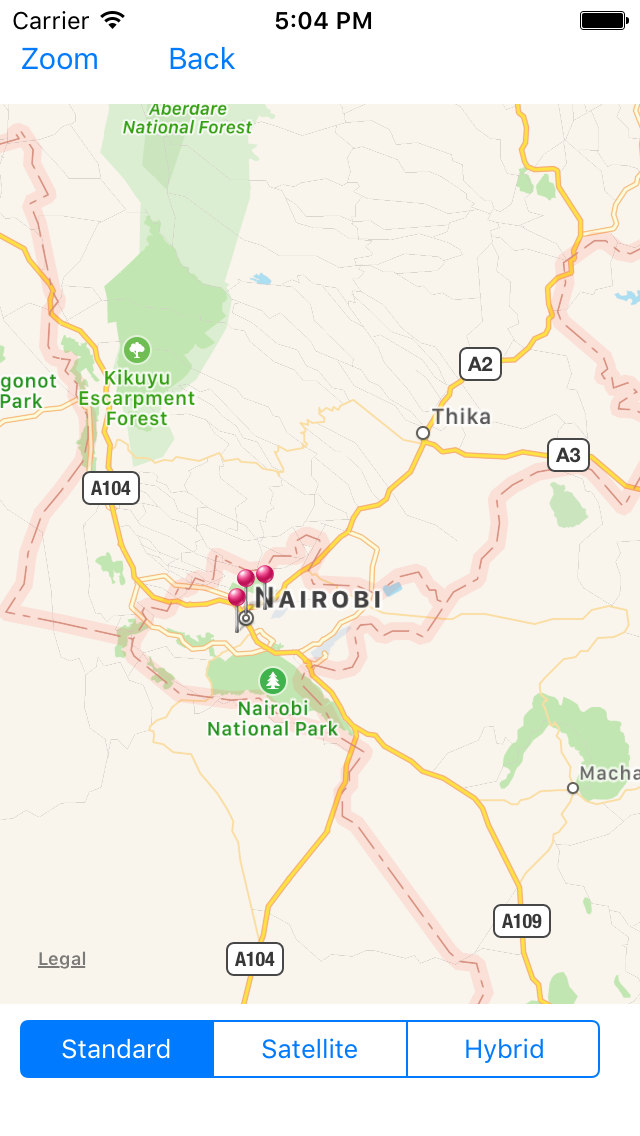 Carrier 5:04 PM
Zoom Back
Aberdare
National Forest
A2
gonot
Park
Kikuyu
Escarpment
Forest
Thika
A3
A104
NAIROBI
Nairobi
National Park
Macha
A109
A104
Legal
Standard Satellite Hybrid